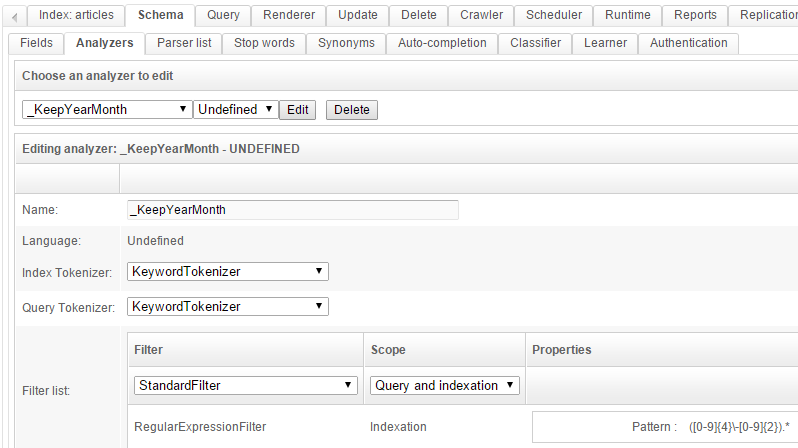 Index: articles Schema Query Renderer Update Delete Crawler Scheduler Runtime Reports Replication
Fields Analyzers Parser list Stop words Synonyms Auto-completion Classifier Learner Authentication
Choose an analyzer to edit
_KeepYearMonth Undefined Edit Delete
Editing analyzer: _KeepYearMonth - UNDEFINED
Name: _KeepYearMonth
Language: Undefined
Index Tokenizer: KeywordTokenizer
Query Tokenizer: KeywordTokenizer
Filter Scope Properties
Filter list: StandardFilter Query and indexation
RegularExpressionFilter Indexation Pattern : ([0-9]{4}\-[0-9]{2}).*